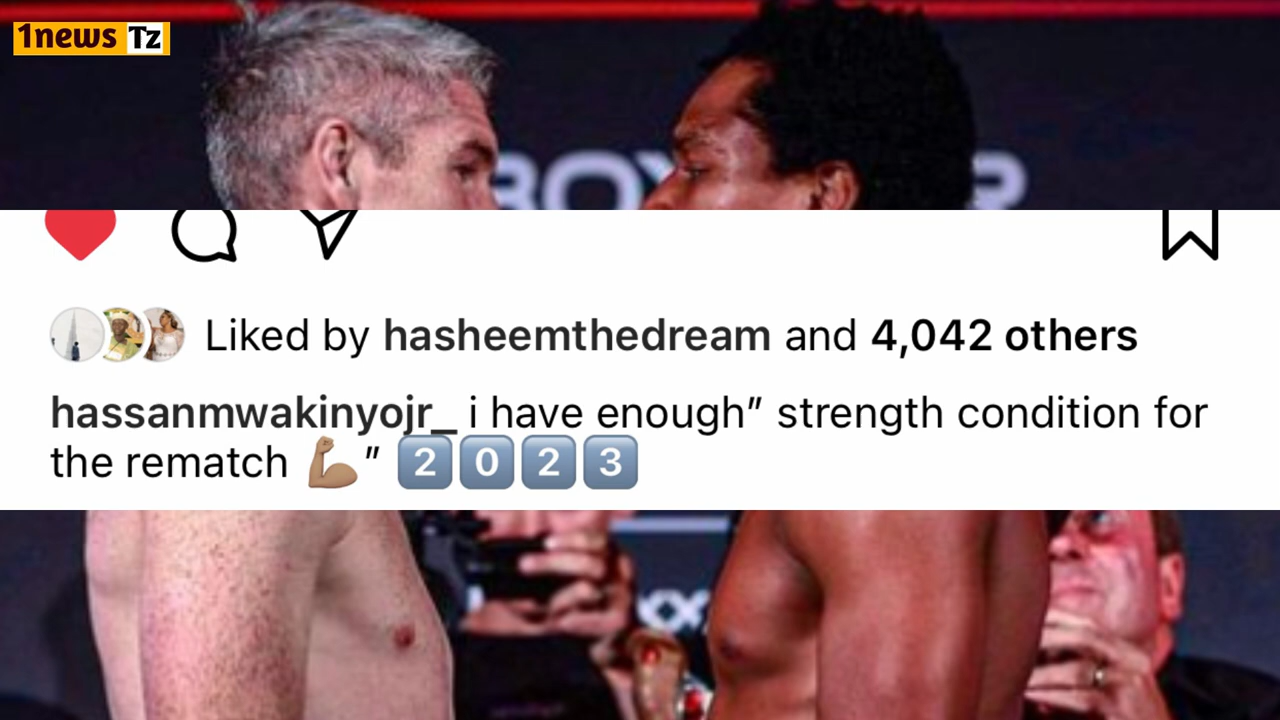 1news Tz
Liked by hasheemthedream and 4,042 others
hassanmwakinyojr_ i have enough” strength condition for
the rematch 💪🏽” 2️⃣0️⃣2️⃣3️⃣